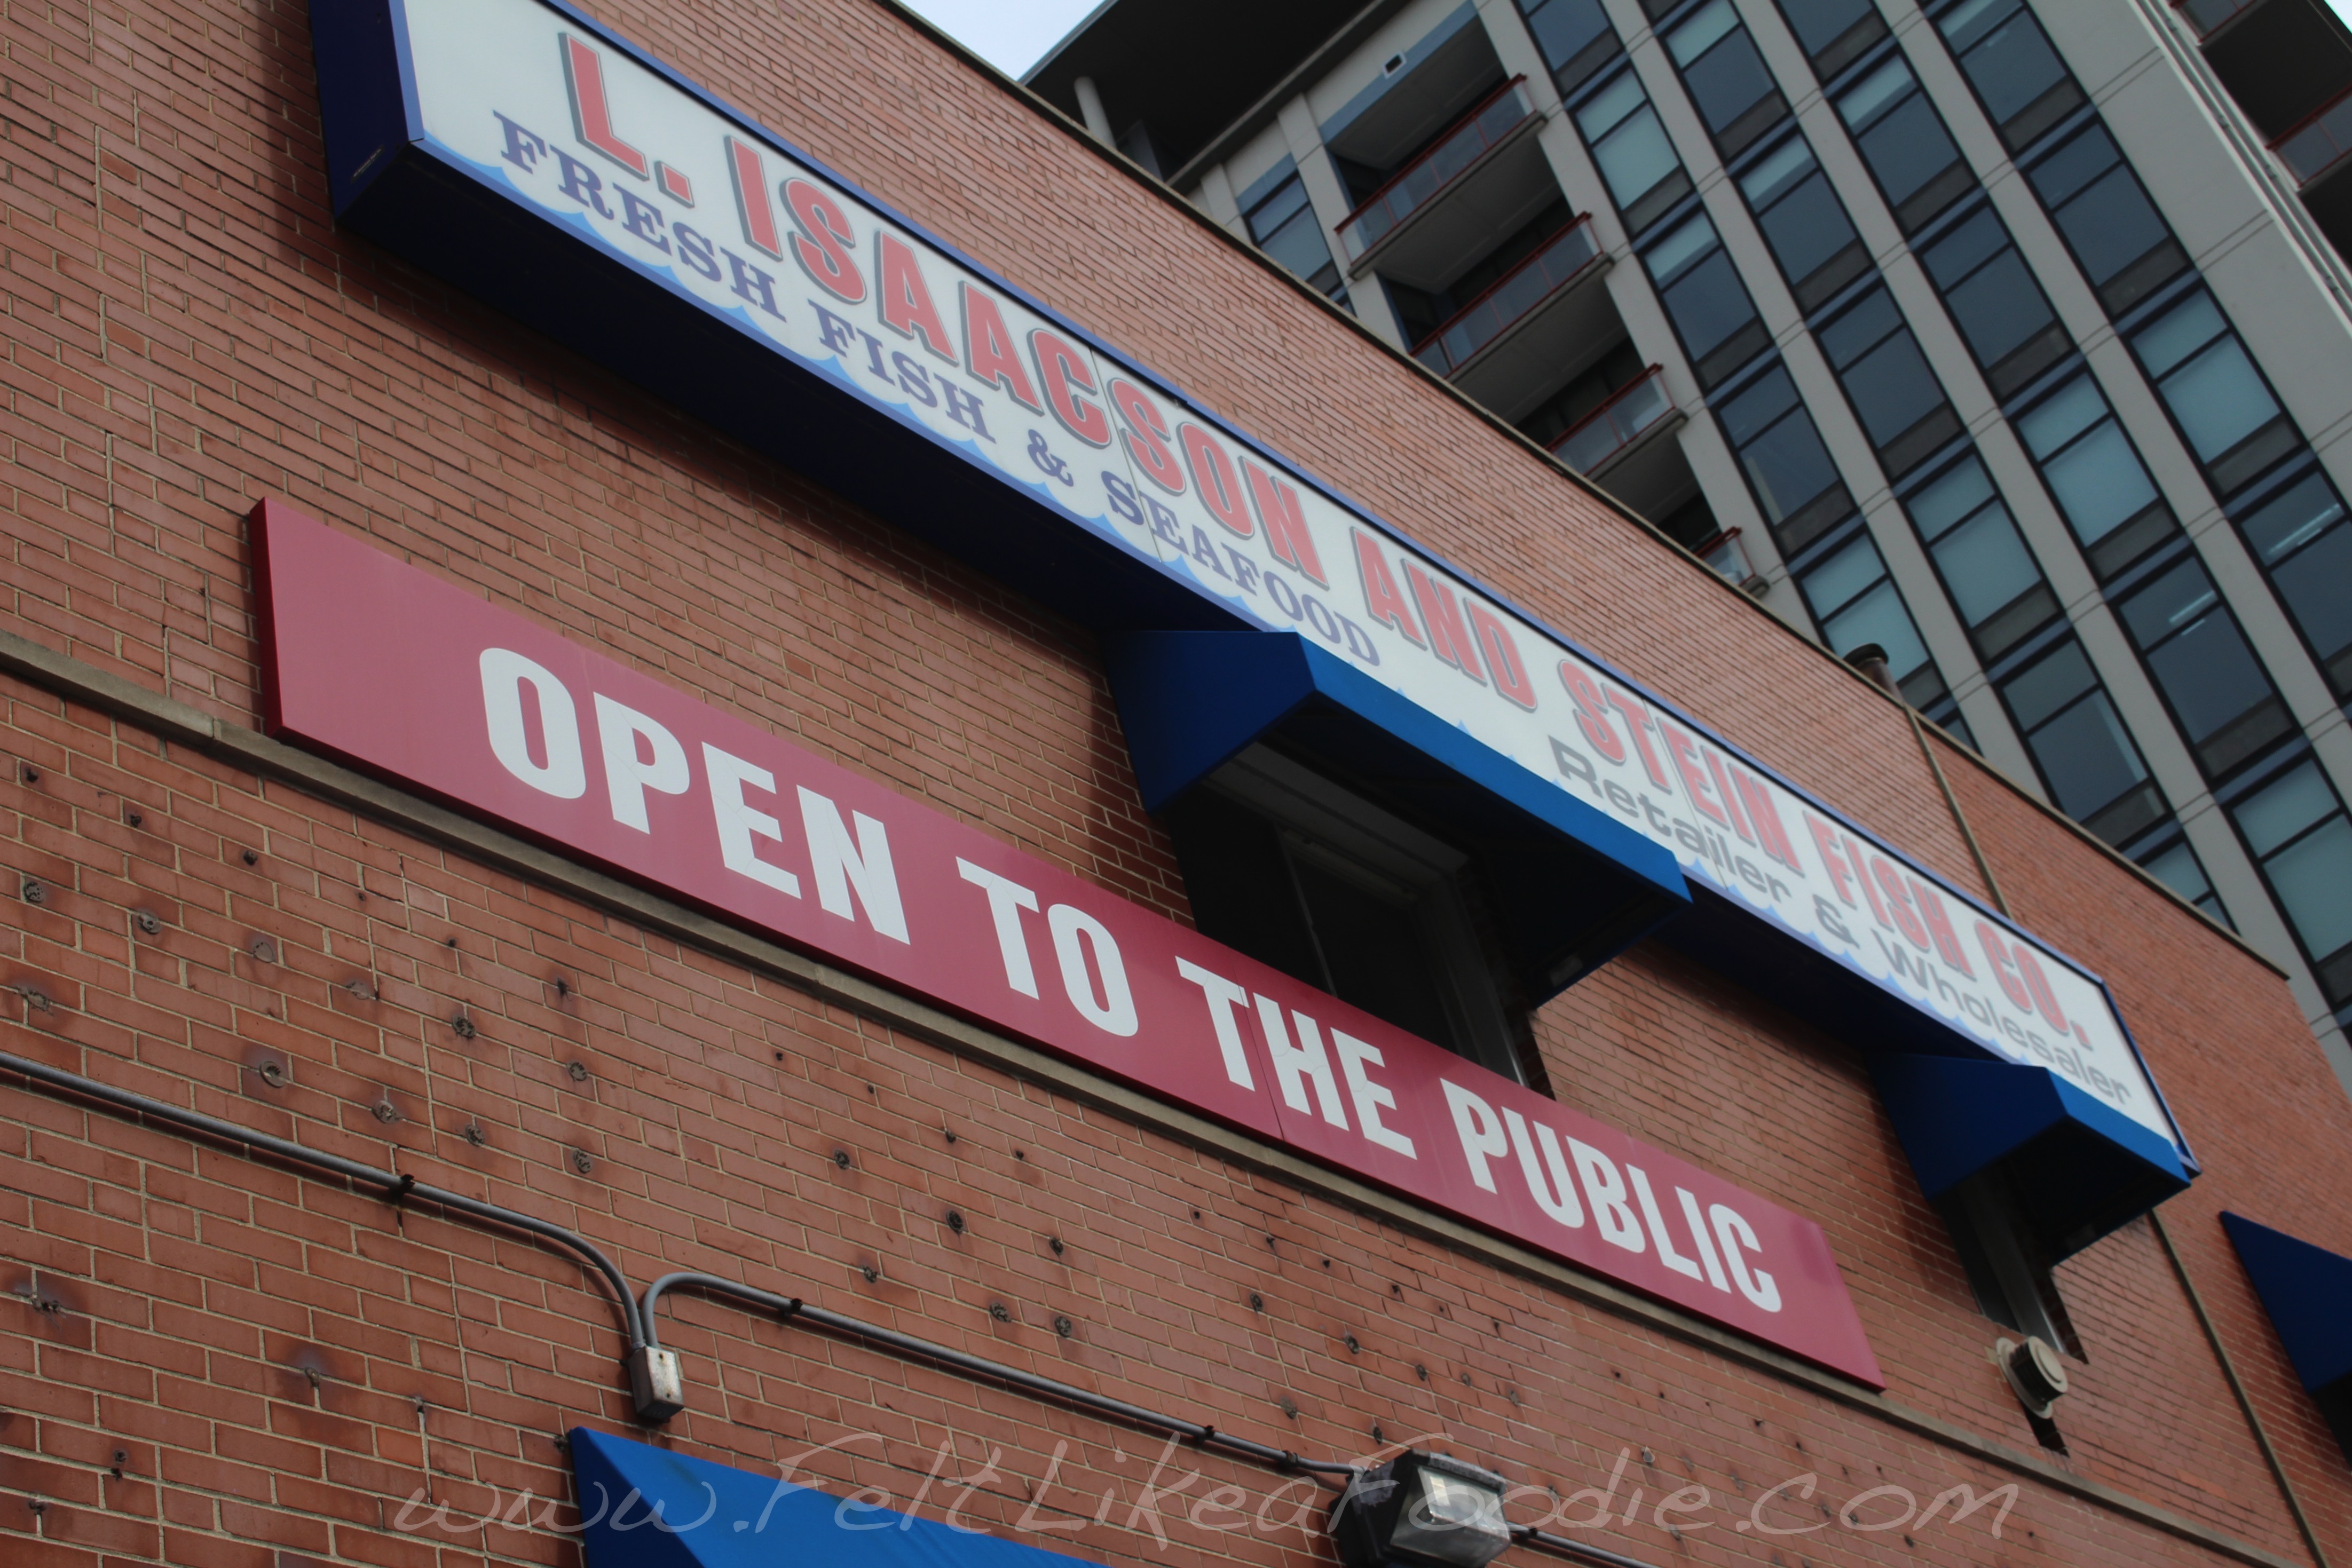 L. ISAACSON AND STEIN FISH CO.
FRESH FISH & SEAFOOD
Retailer & Wholesaler
OPEN TO THE PUBLIC
www.FeltLikeaFoodie.com